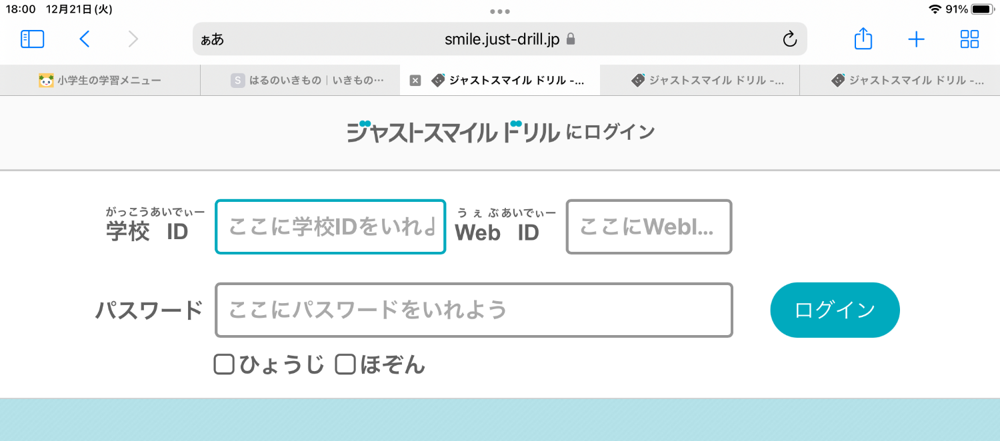 18:00 12月21日(火) 91%
ぁあ smile.just-drill.jp
小学生の学習メニュー はるのいきもの｜いきもの… ジャストスマイル ドリル -... ジャストスマイル ドリル -... ジャストスマイル ドリル -...
ジャストスマイル ドリル にログイン
がっこうあいでぃー うぇぶあいでぃー
学校 ID ここに学校IDをいれよ Web ID ここにWebI...
パスワード ここにパスワードをいれよう ログイン
ひょうじ ほぞん